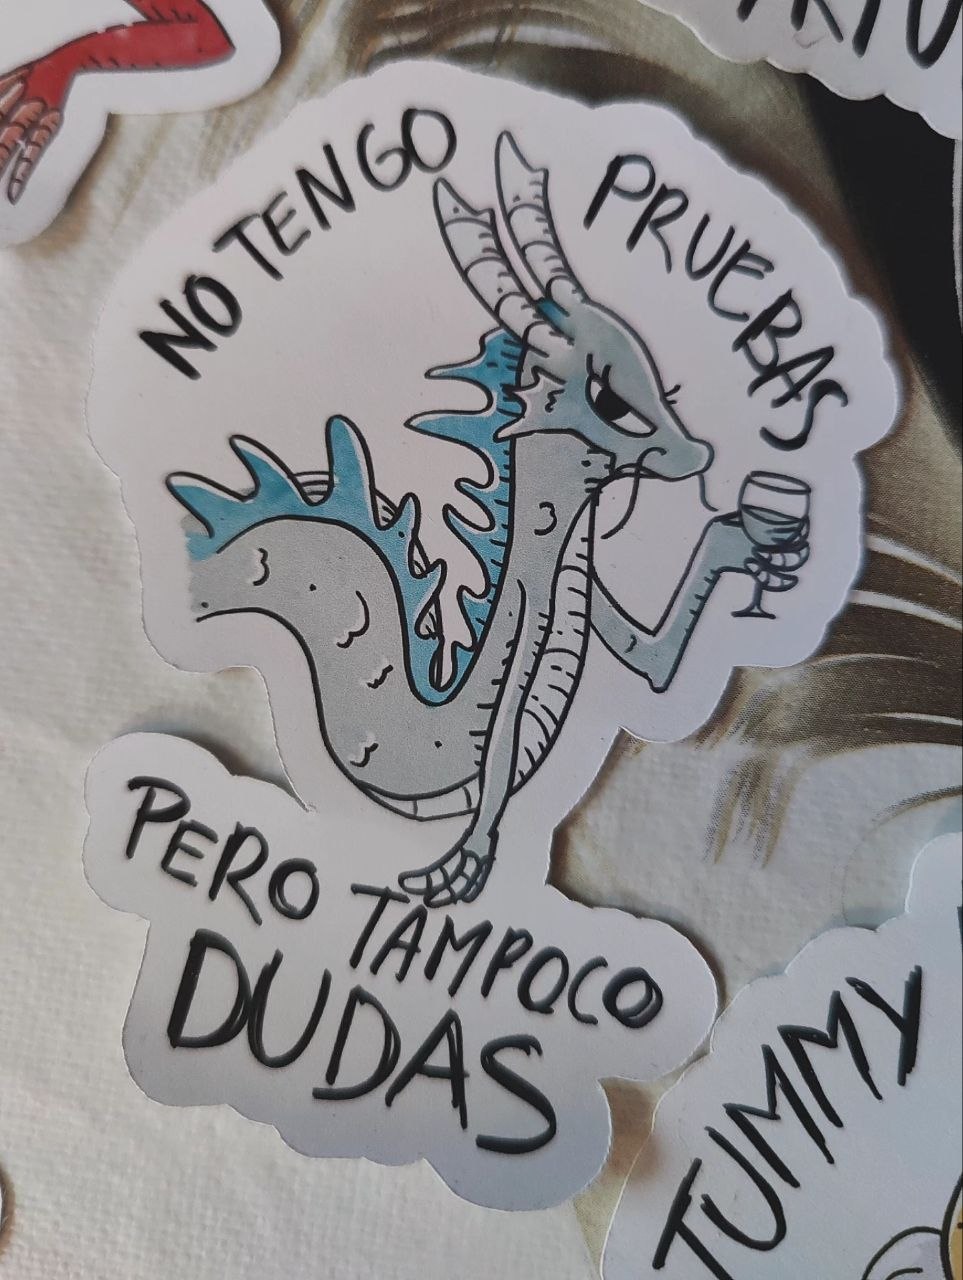 NO TENGO PRUEBAS
PERO TAMPOCO
DUDAS
TUMMY